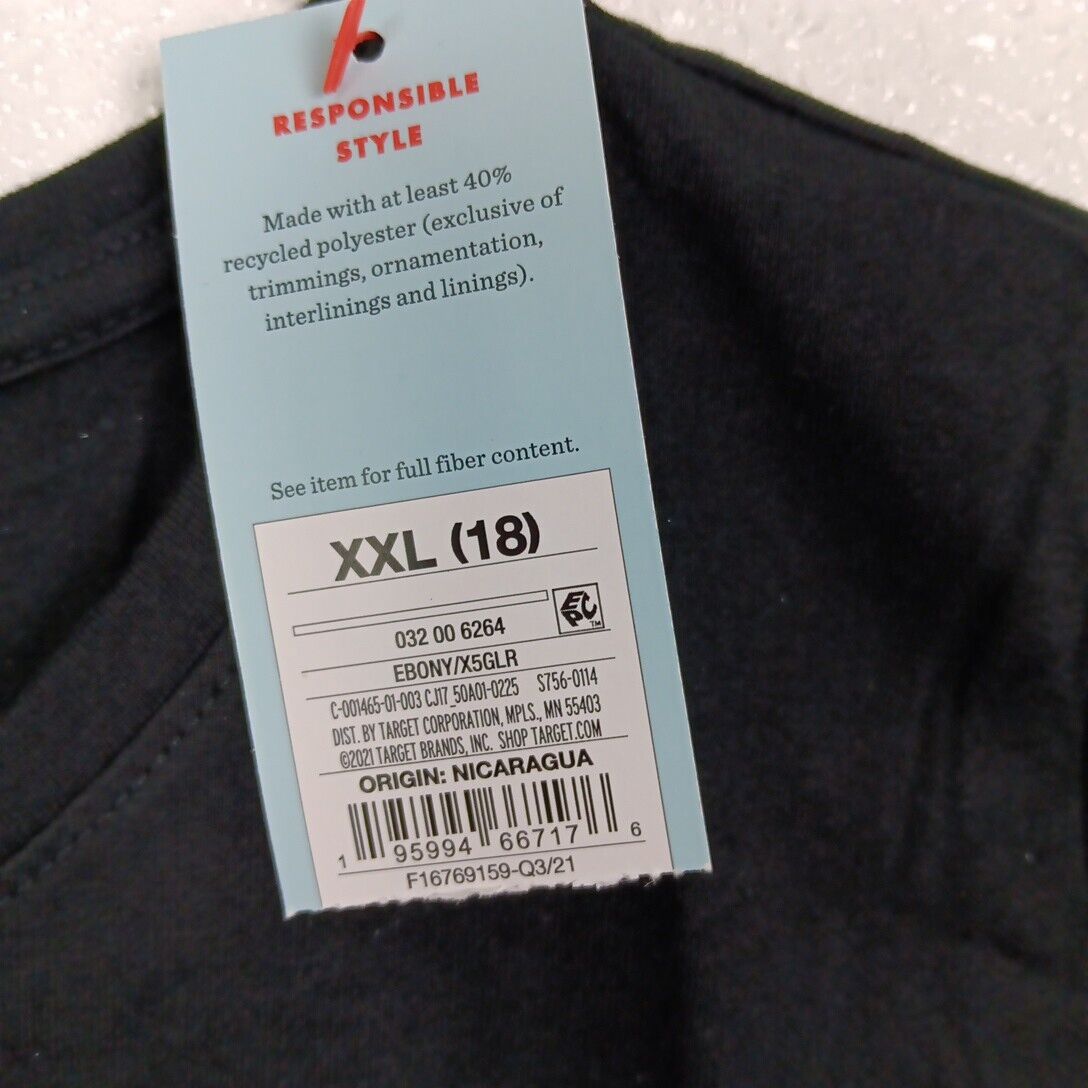 RESPONSIBLE
STYLE
Made with at least 40%
recycled polyester (exclusive of
trimmings, ornamentation,
interlinings and linings).
See item for full fiber content.
XXL (18)
EPC TM
032 00 6264
EBONY/X5GLR
C-001465-01-003 CJ17_50A01-0225 S756-0114
DIST. BY TARGET CORPORATION, MPLS., MN 55403
©2021 TARGET BRANDS, INC. SHOP TARGET.COM
ORIGIN: NICARAGUA
1 95994 66717 6
F16769159-Q3/21